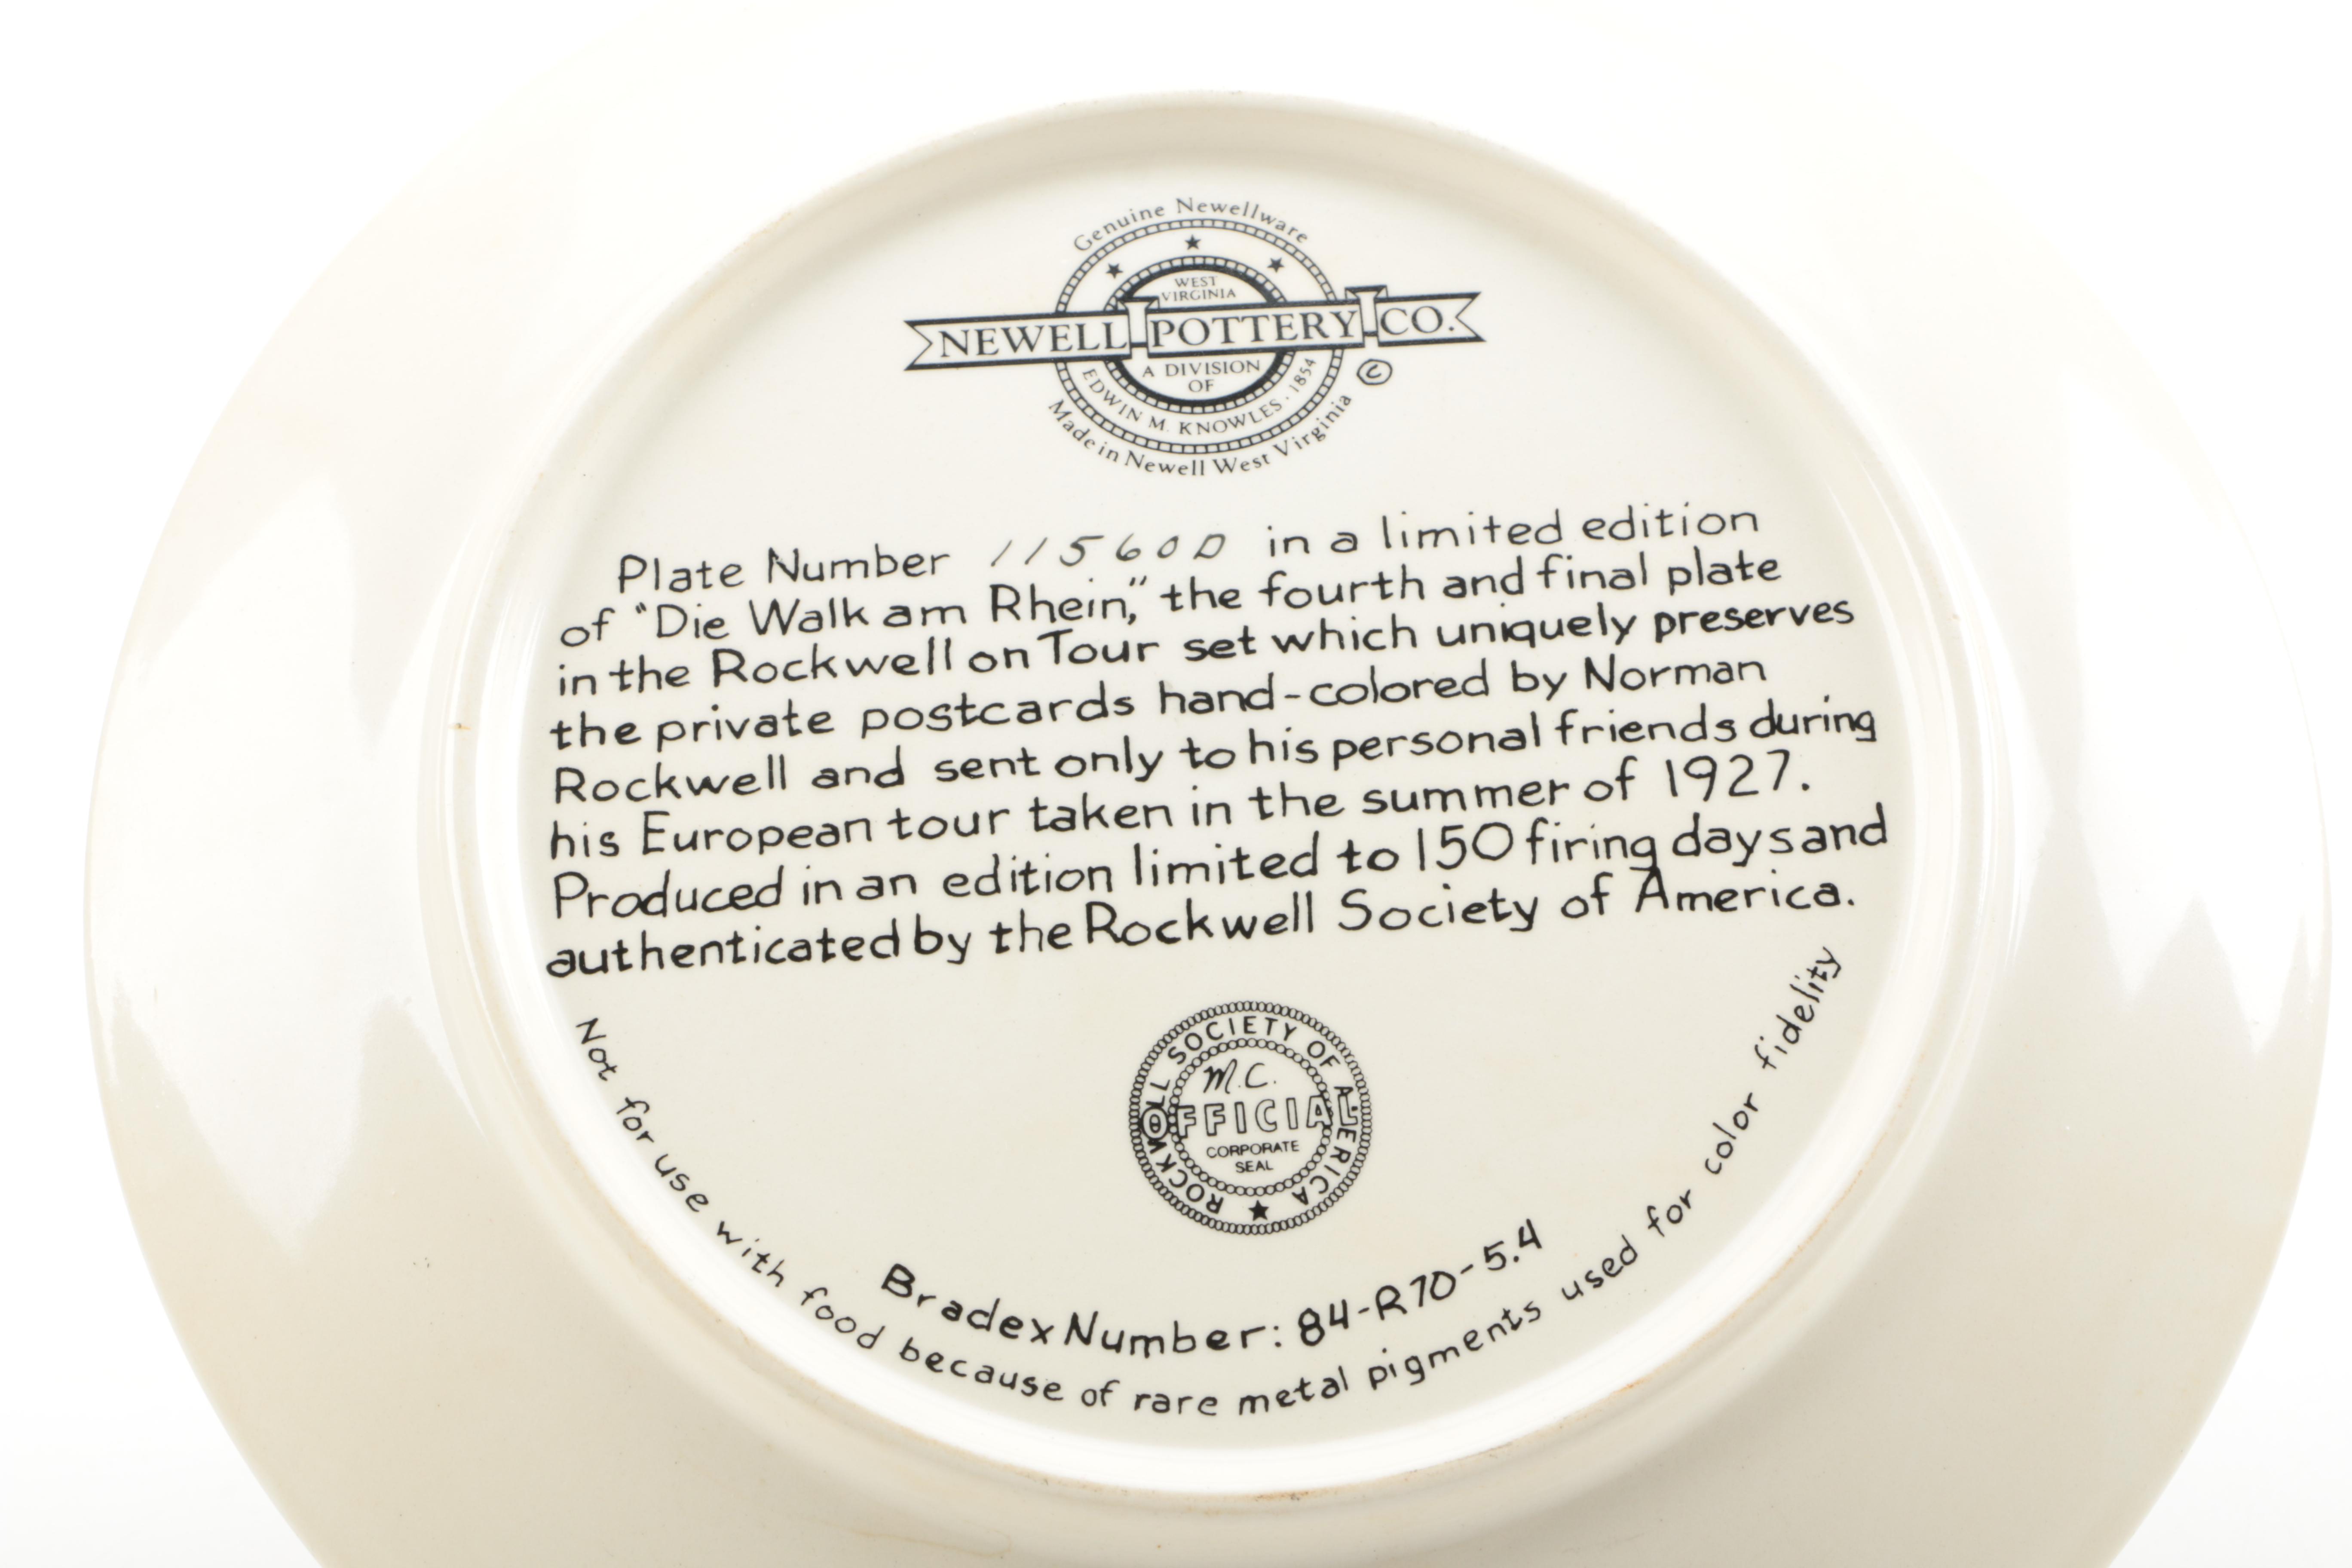 Genuine Newellware
WEST
VIRGINIA
NEWELL POTTERY CO.
A DIVISION
OF
EDWIN M. KNOWLES · 1854
©
Made in Newell West Virginia
Plate Number 11560D in a limited edition
of "Die Walk am Rhein," the fourth and final plate
in the Rockwell on Tour set which uniquely preserves
the private postcards hand-colored by Norman
Rockwell and sent only to his personal friends during
his European tour taken in the summer of 1927.
Produced in an edition limited to 150 firing days and
authenticated by the Rockwell Society of America.
ROCKWELL SOCIETY OF AMERICA
M.C.
OFFICIAL
CORPORATE
SEAL
Bradex Number: 84-R70-5.4
Not for use with food because of rare metal pigments used for color fidelity